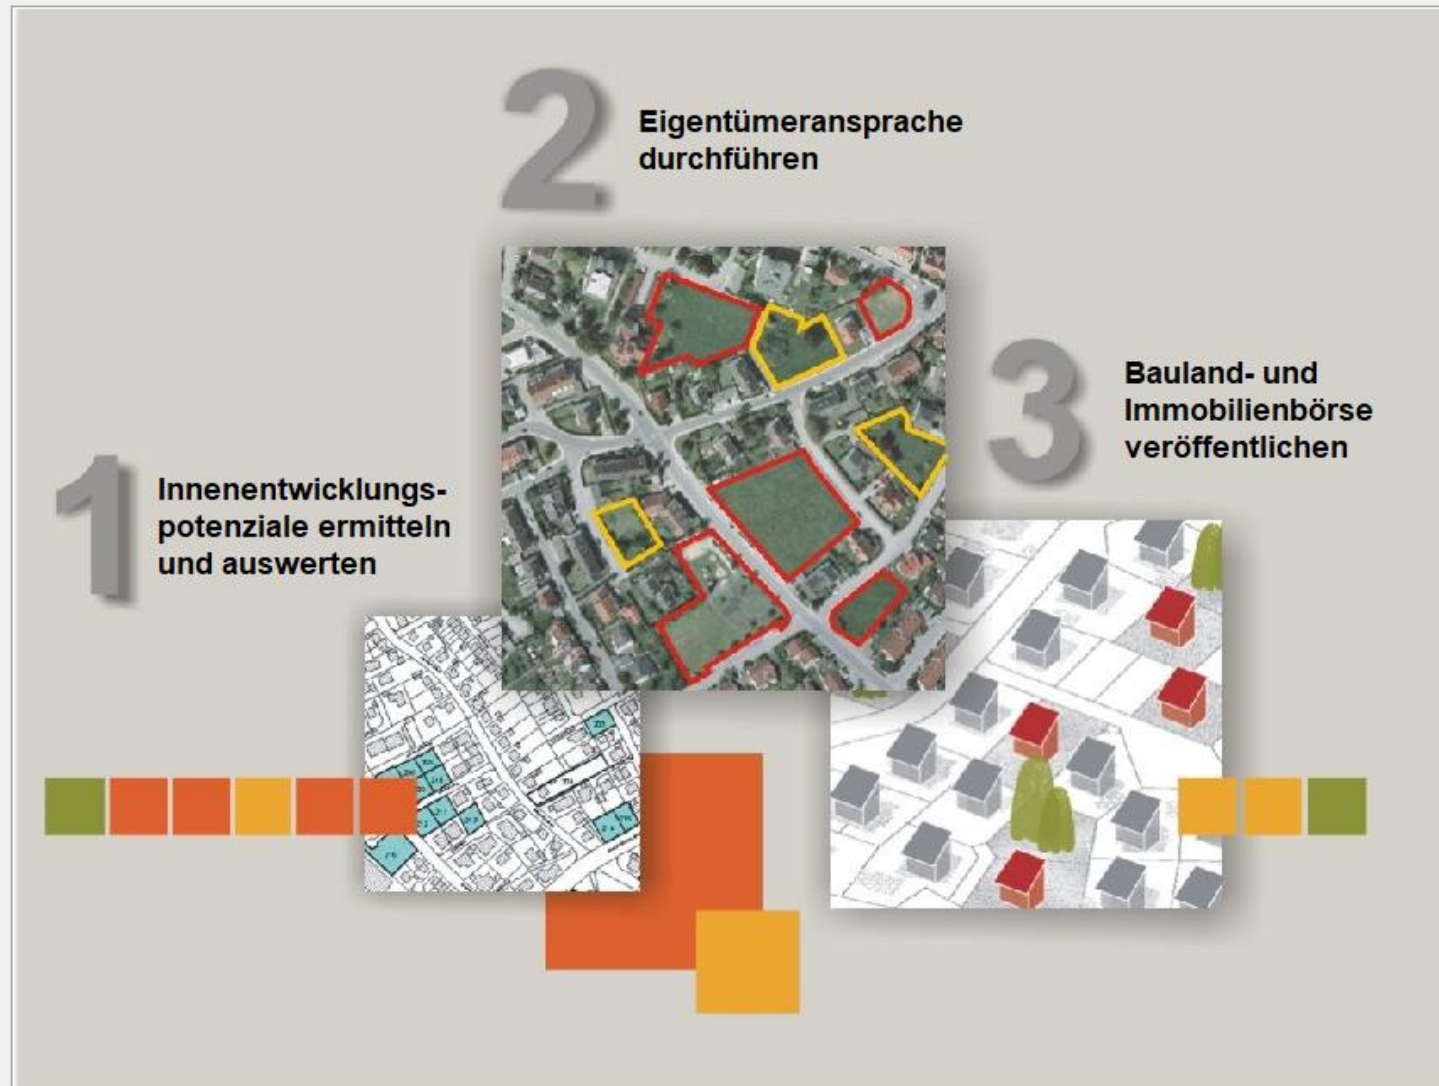 1
Innenentwicklungs-
potenziale ermitteln
und auswerten
2
Eigentümeransprache
durchführen
3
Bauland- und
Immobilienbörse
veröffentlichen